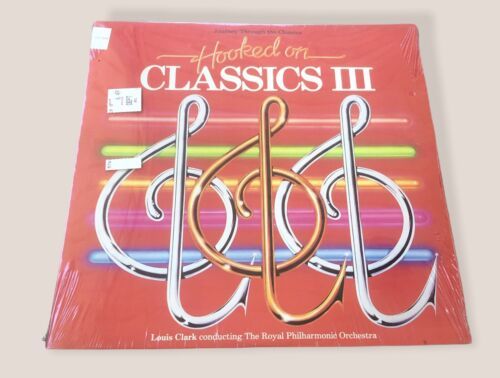 Journey Through the Classics
Hooked on
CLASSICS III
Louis Clark conducting The Royal Philharmonic Orchestra